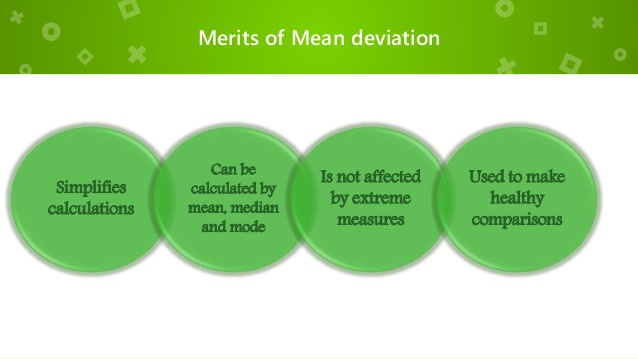 Merits of Mean deviation
Simplifies
calculations
Can be
calculated by
mean, median
and mode
Is not affected
by extreme
measures
Used to make
healthy
comparisons